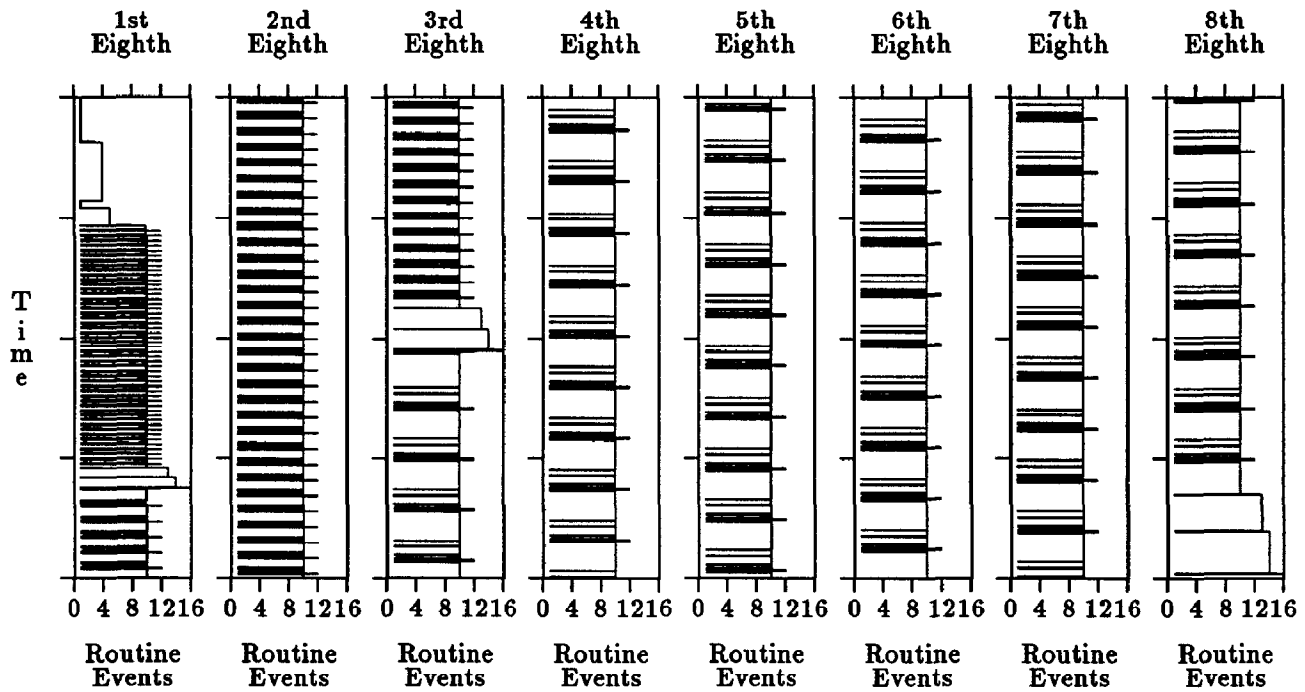 1st 2nd 3rd 4th 5th 6th 7th 8th
Eighth Eighth Eighth Eighth Eighth Eighth Eighth Eighth
T
i
m
e
0 4 8 1216 0 4 8 1216 0 4 8 1216 0 4 8 1216 0 4 8 1216 0 4 8 1216 0 4 8 1216 0 4 8 1216
Routine Routine Routine Routine Routine Routine Routine Routine
Events Events Events Events Events Events Events Events